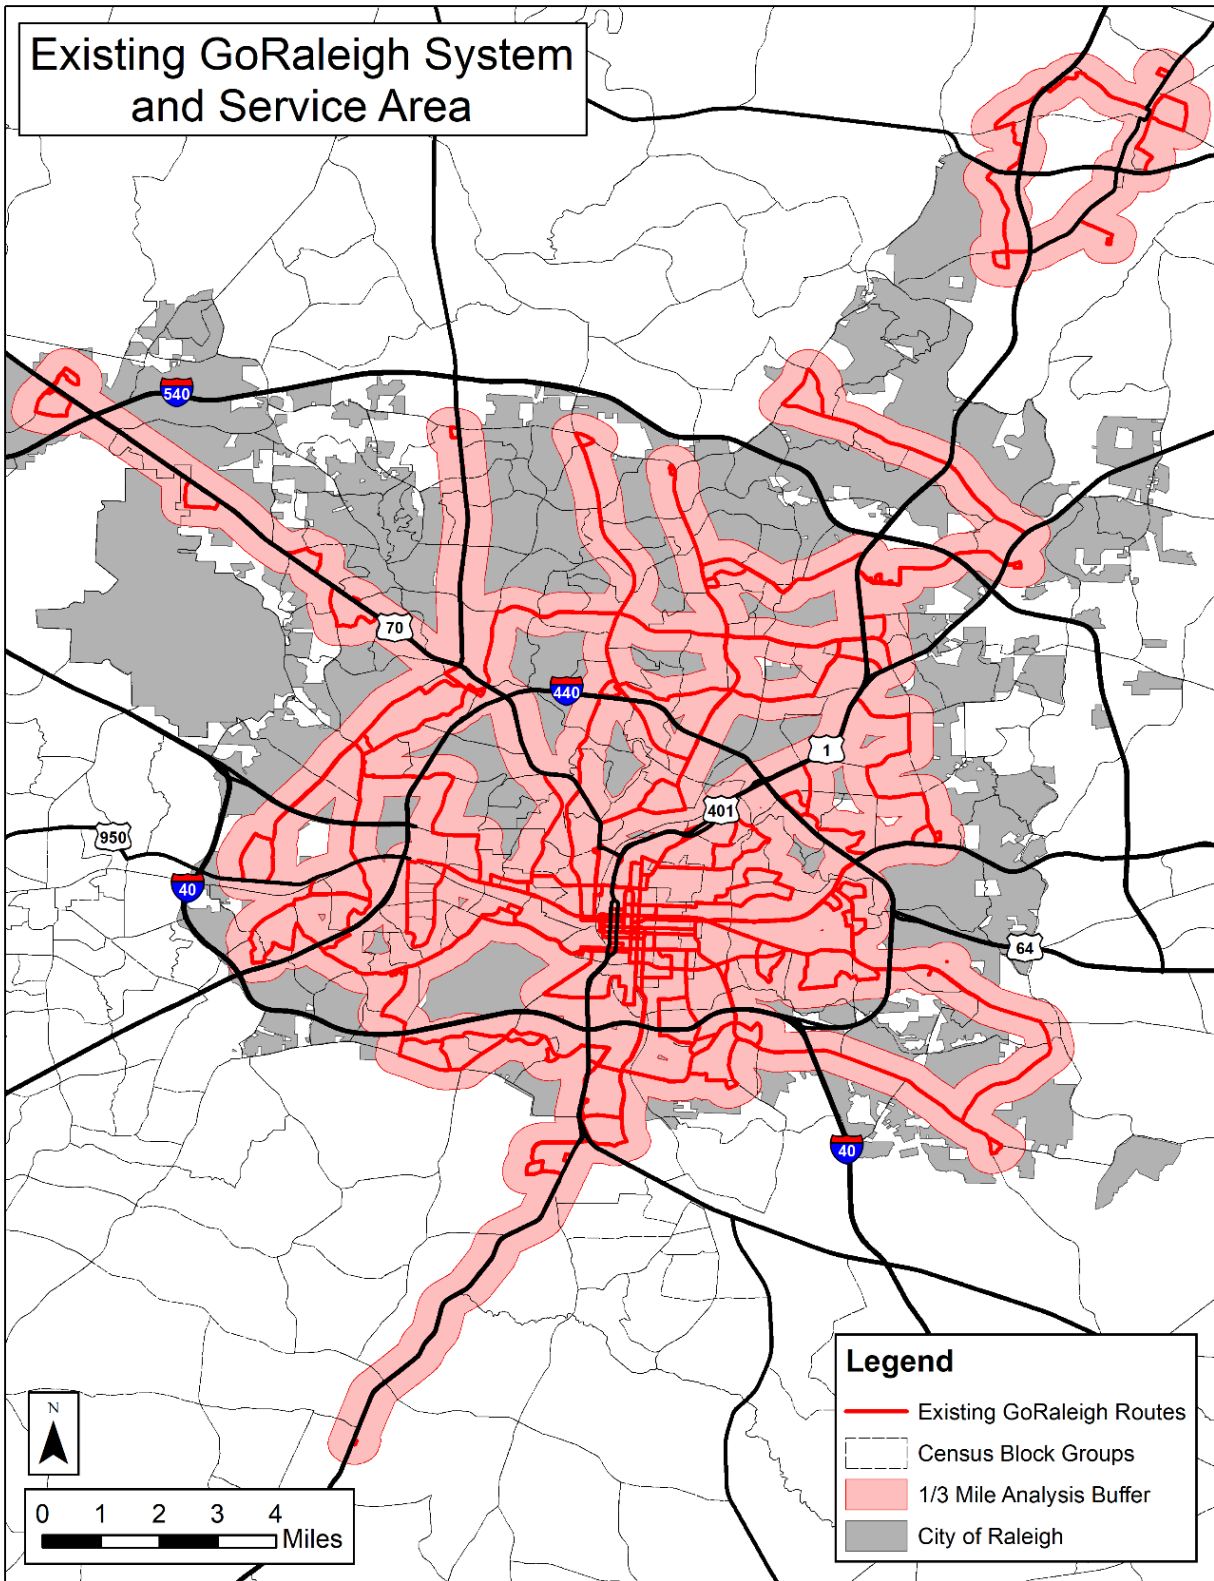 Existing GoRaleigh System
and Service Area
540
70
440
1
401
950
40
64
40
N
0 1 2 3 4
Miles
Legend
Existing GoRaleigh Routes
Census Block Groups
1/3 Mile Analysis Buffer
City of Raleigh